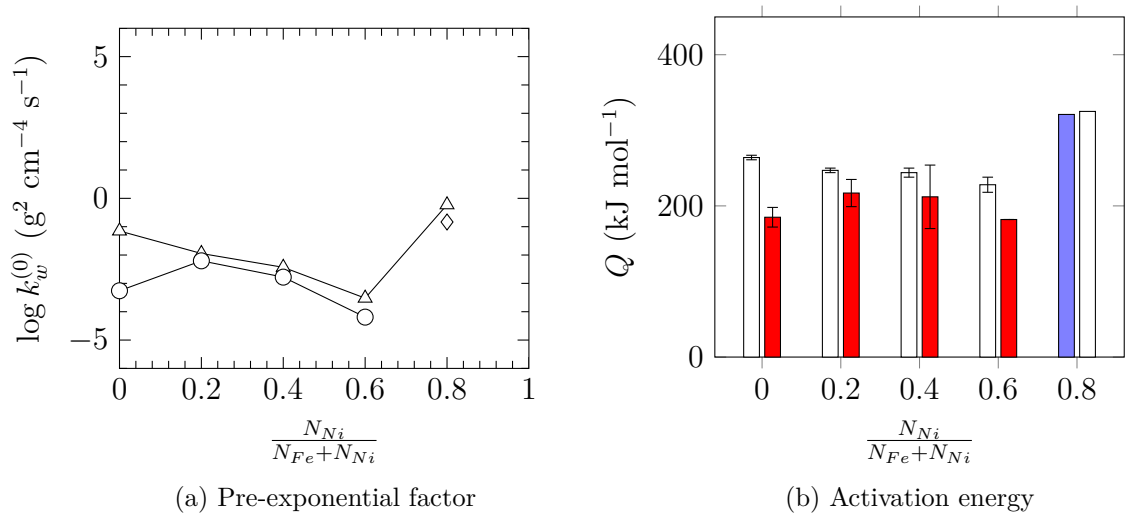 5
0
−5
log k_w^(0) (g² cm⁻⁴ s⁻¹)
0 0.2 0.4 0.6 0.8 1
N_Ni
N_Fe+N_Ni
(a) Pre-exponential factor
400
200
0
Q (kJ mol⁻¹)
0 0.2 0.4 0.6 0.8
N_Ni
N_Fe+N_Ni
(b) Activation energy